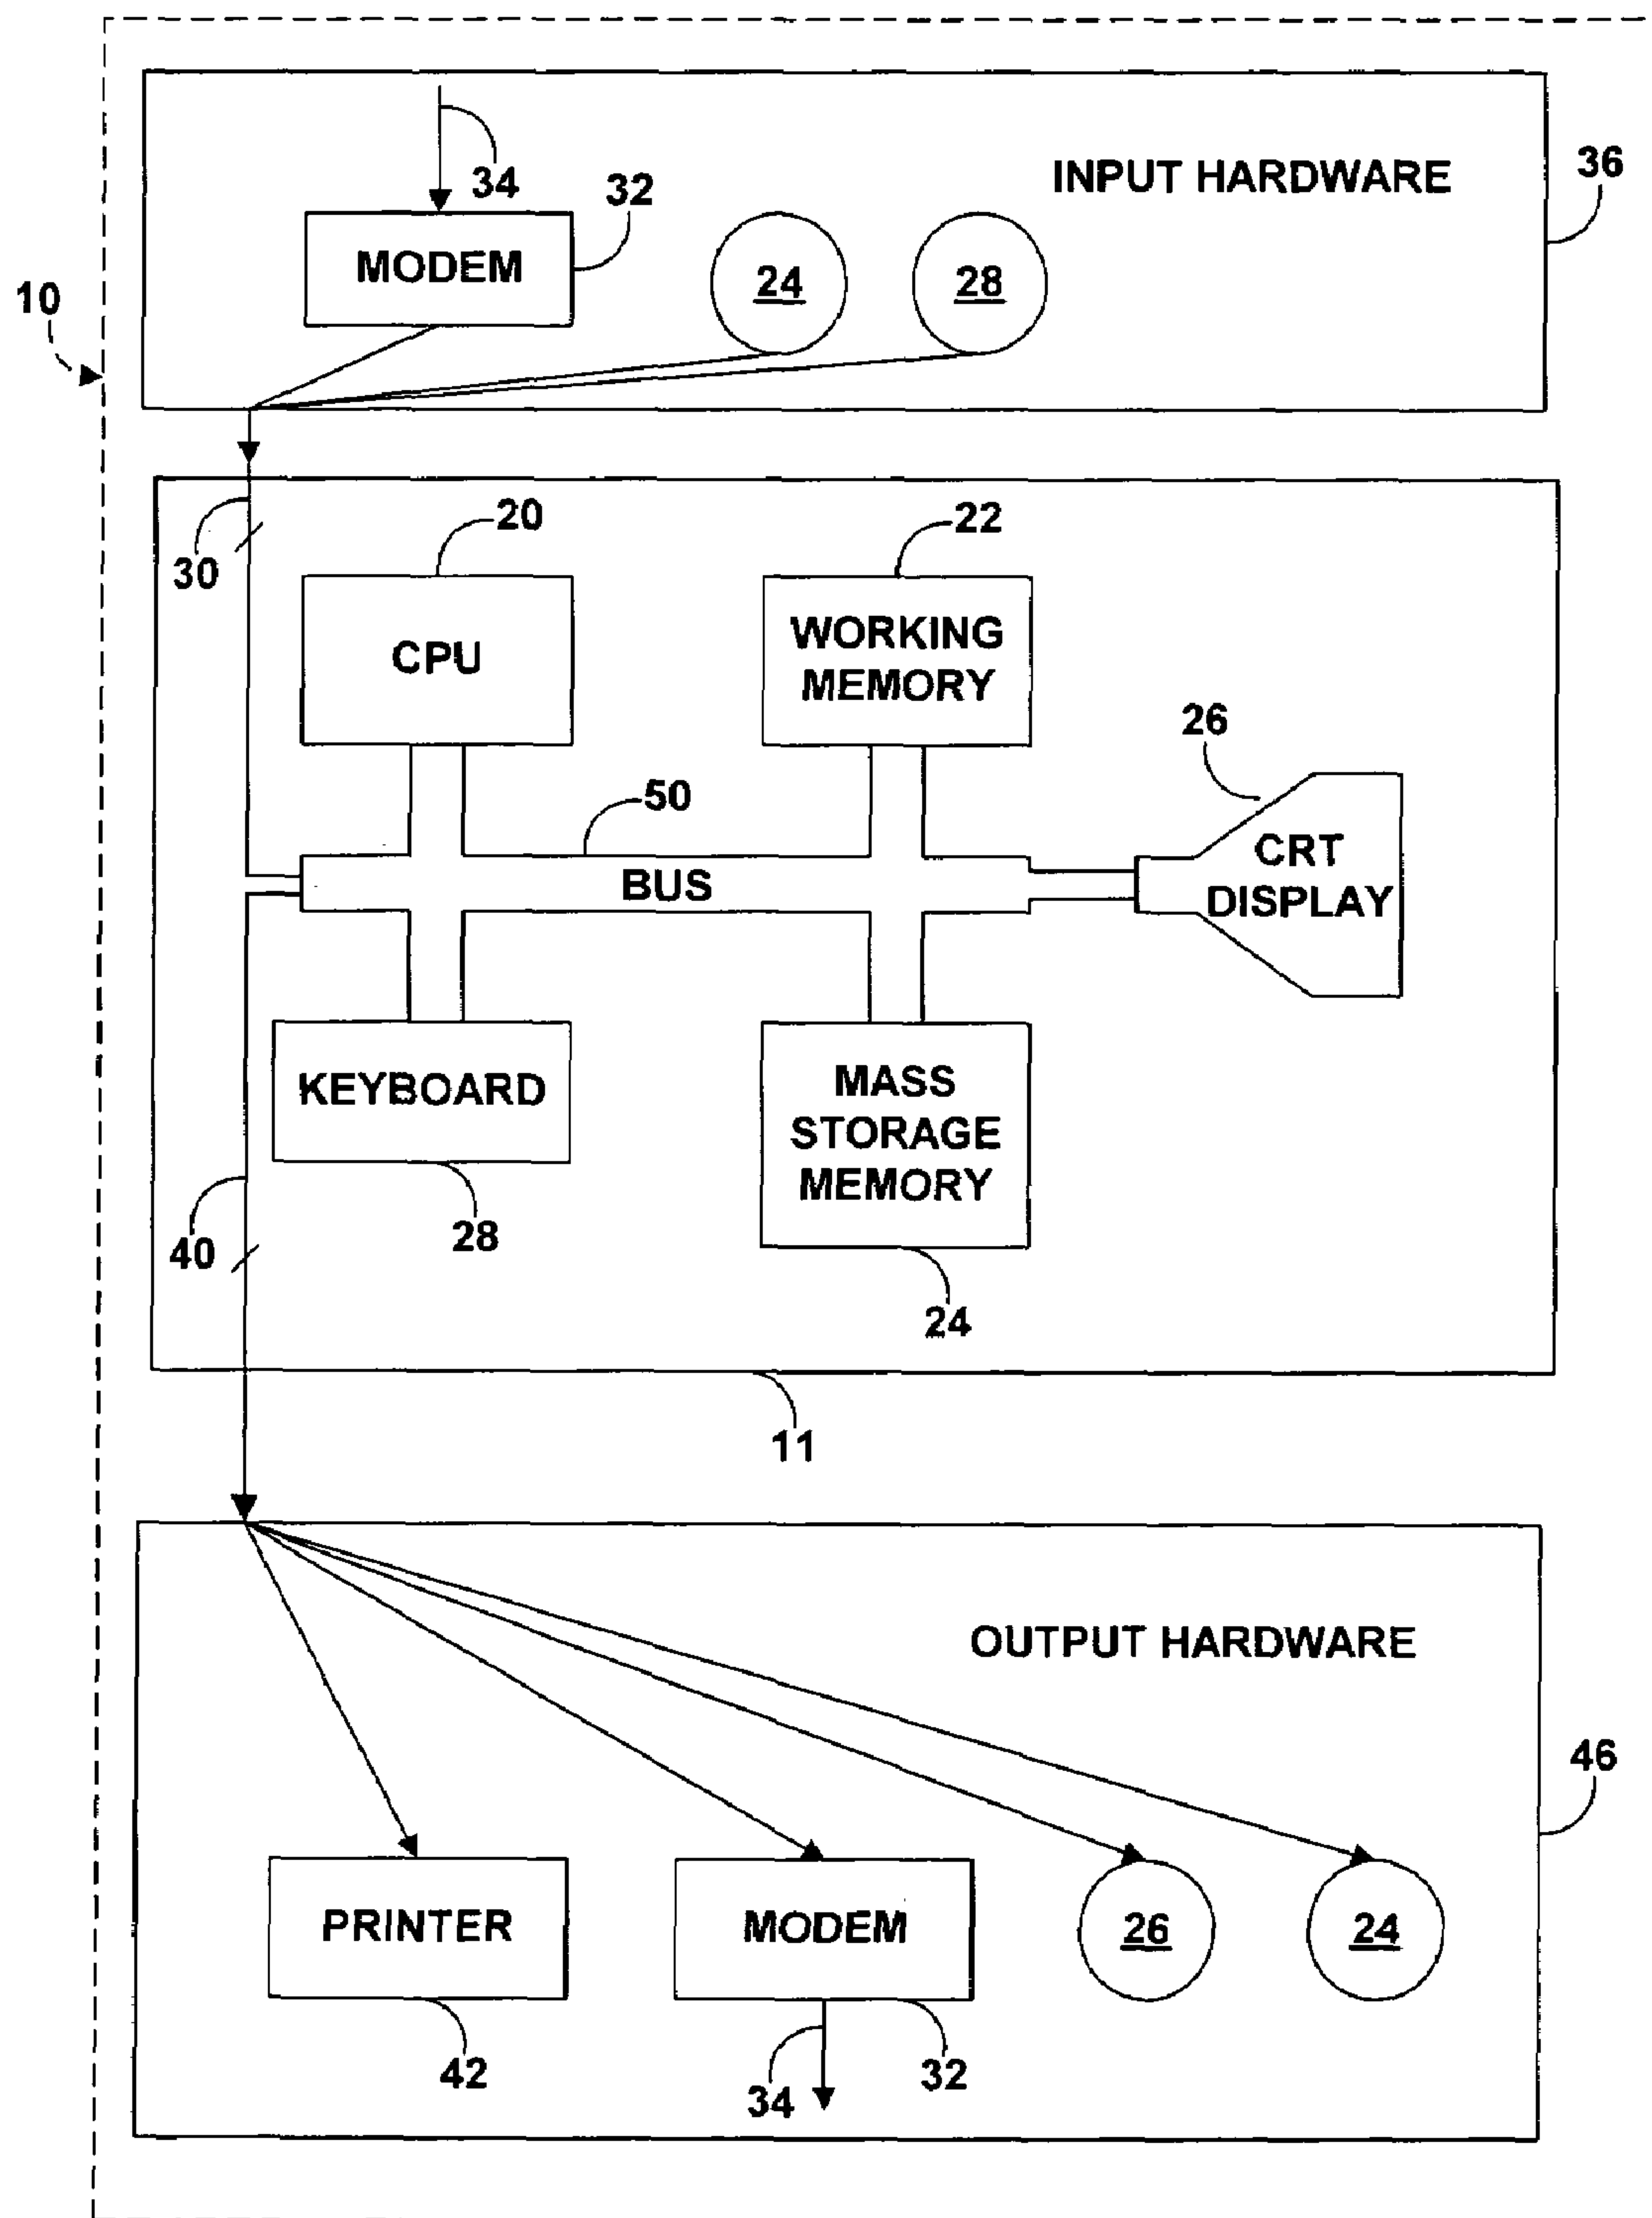 36
INPUT HARDWARE
34
32
MODEM
24
28
10
20
22
30
CPU
WORKING
MEMORY
26
50
BUS
CRT
DISPLAY
KEYBOARD
MASS
STORAGE
MEMORY
28
40
24
11
OUTPUT HARDWARE
46
PRINTER
MODEM
26
24
42
34
32